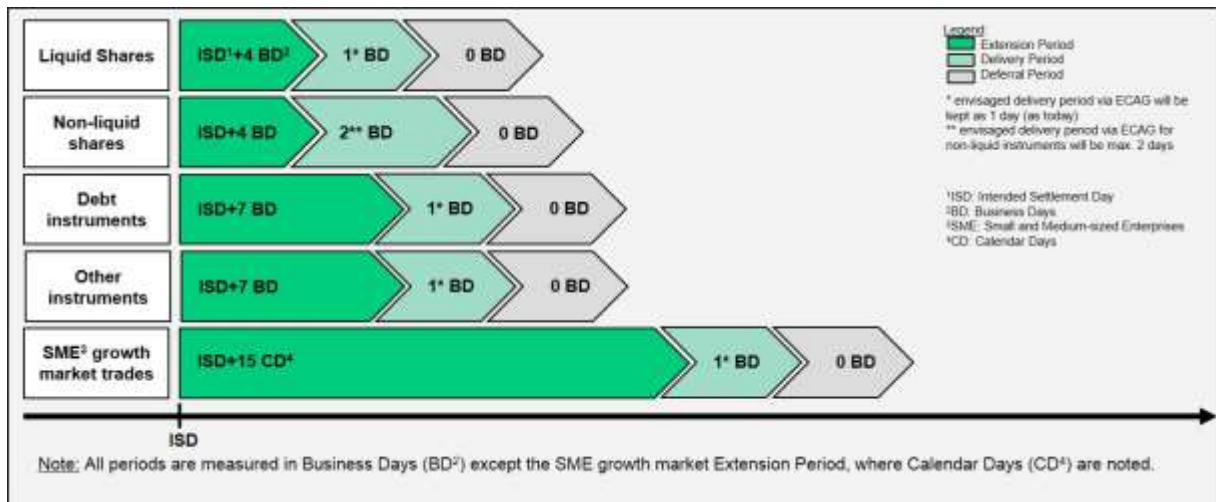 Liquid Shares
ISD¹+4 BD²
1* BD
0 BD
Non-liquid
shares
ISD+4 BD
2** BD
0 BD
Debt
instruments
ISD+7 BD
1* BD
0 BD
Other
instruments
ISD+7 BD
1* BD
0 BD
SME³ growth
market trades
ISD+15 CD⁴
1* BD
0 BD
Legend
Extension Period
Delivery Period
Deferral Period
* envisaged delivery period via ECAG will be
kept as 1 day (as today)
** envisaged delivery period via ECAG for
non-liquid instruments will be max. 2 days
¹ISD: Intended Settlement Day
²BD: Business Days
³SME: Small and Medium-sized Enterprises
⁴CD: Calendar Days
ISD
Note: All periods are measured in Business Days (BD²) except the SME growth market Extension Period, where Calendar Days (CD⁴) are noted.